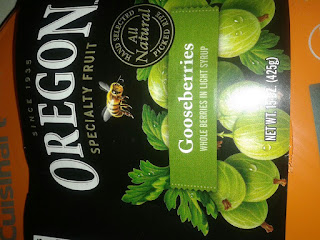 SINCE 1935
OREGON
SPECIALTY FRUIT
HAND SELECTED
All
Natural
Gooseberries
WHOLE BERRIES IN LIGHT SYRUP
NET WT. 15 OZ. (425g)
Cuisinart